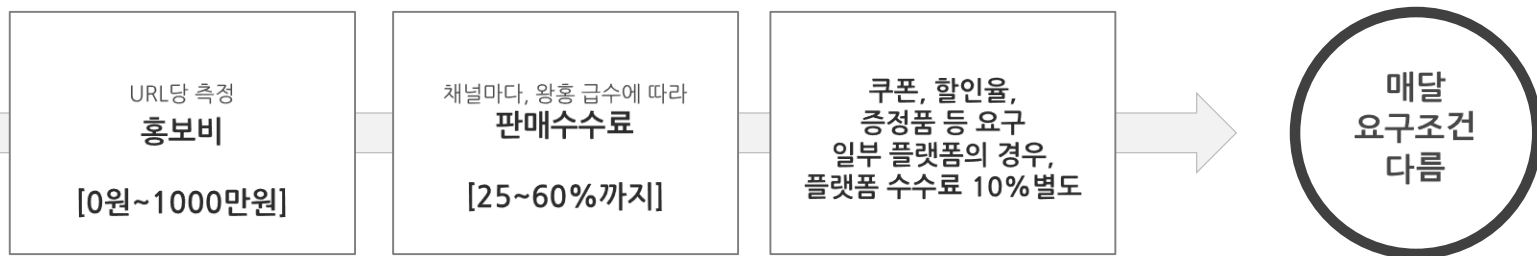 URL당 측정
홍보비
[0원~1000만원]
채널마다, 왕홍 급수에 따라
판매수수료
[25~60%까지]
쿠폰, 할인율,
증정품 등 요구
일부 플랫폼의 경우,
플랫폼 수수료 10%별도
매달
요구조건
다름